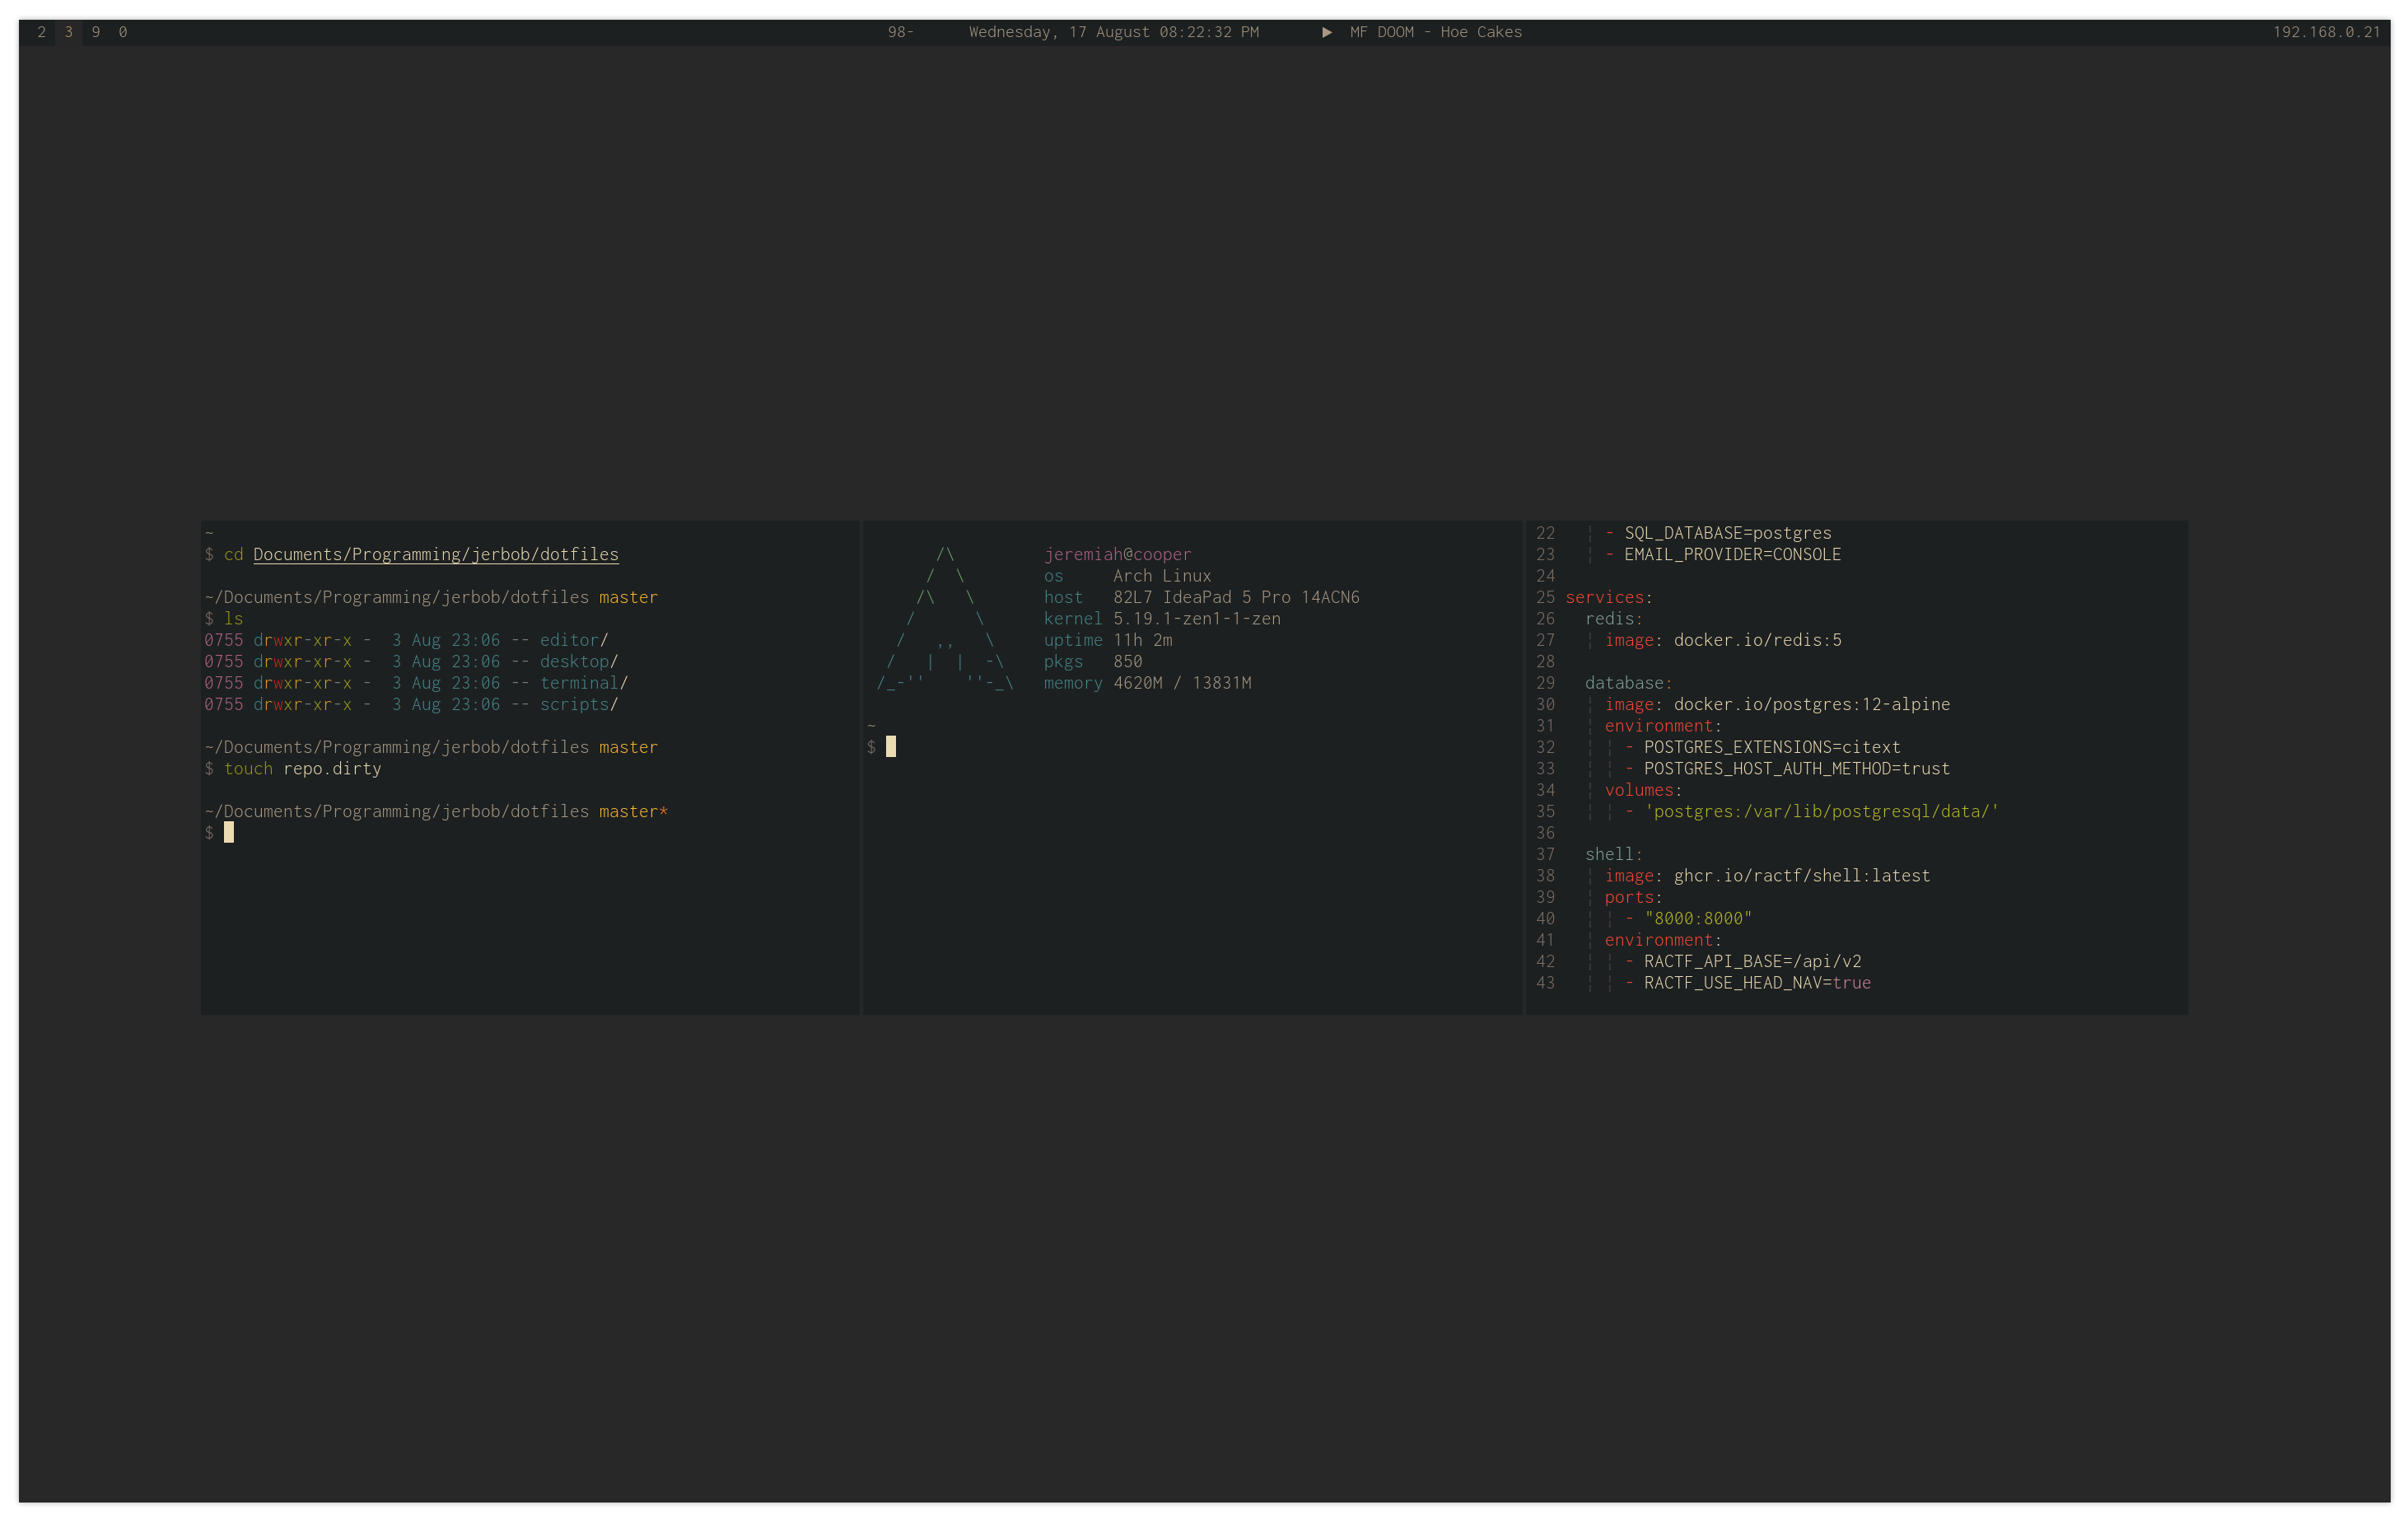 2 3 9 0 98- Wednesday, 17 August 08:22:32 PM ▶ MF DOOM - Hoe Cakes 192.168.0.21
~
$ cd Documents/Programming/jerbob/dotfiles

~/Documents/Programming/jerbob/dotfiles master
$ ls
0755 drwxr-xr-x -  3 Aug 23:06 -- editor/
0755 drwxr-xr-x -  3 Aug 23:06 -- desktop/
0755 drwxr-xr-x -  3 Aug 23:06 -- terminal/
0755 drwxr-xr-x -  3 Aug 23:06 -- scripts/

~/Documents/Programming/jerbob/dotfiles master
$ touch repo.dirty

~/Documents/Programming/jerbob/dotfiles master*
$
       /\         jeremiah@cooper
      /  \        os     Arch Linux
     /\   \       host   82L7 IdeaPad 5 Pro 14ACN6
    /      \      kernel 5.19.1-zen1-1-zen
   /   ,,   \     uptime 11h 2m
  /   |  |  -\    pkgs   850
 /_-''    ''-_\   memory 4620M / 13831M

~
$
22   ¦ - SQL_DATABASE=postgres
23   ¦ - EMAIL_PROVIDER=CONSOLE
24
25 services:
26   redis:
27   ¦ image: docker.io/redis:5
28
29   database:
30   ¦ image: docker.io/postgres:12-alpine
31   ¦ environment:
32   ¦ ¦ - POSTGRES_EXTENSIONS=citext
33   ¦ ¦ - POSTGRES_HOST_AUTH_METHOD=trust
34   ¦ volumes:
35   ¦ ¦ - 'postgres:/var/lib/postgresql/data/'
36
37   shell:
38   ¦ image: ghcr.io/ractf/shell:latest
39   ¦ ports:
40   ¦ ¦ - "8000:8000"
41   ¦ environment:
42   ¦ ¦ - RACTF_API_BASE=/api/v2
43   ¦ ¦ - RACTF_USE_HEAD_NAV=true